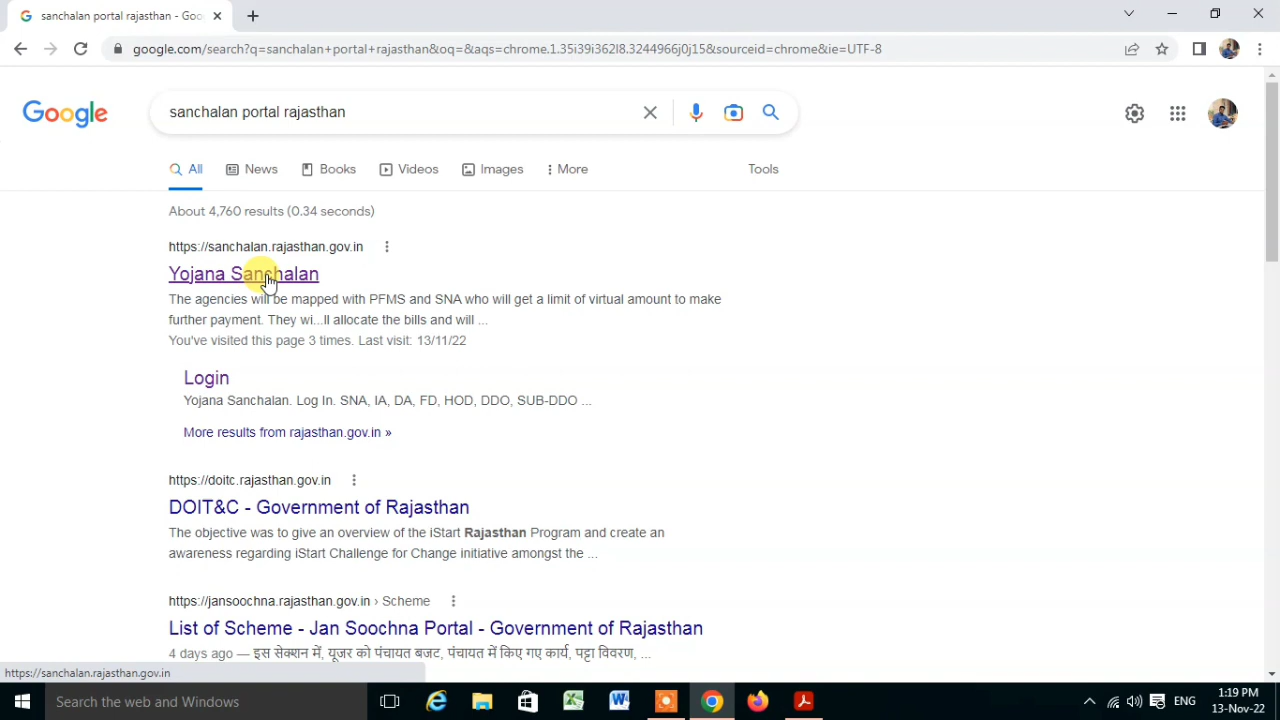 sanchalan portal rajasthan - Goo
google.com/search?q=sanchalan+portal+rajasthan&oq=&aqs=chrome.1.35i39i362l8.3244966j0j15&sourceid=chrome&ie=UTF-8
Google
sanchalan portal rajasthan
All
News
Books
Videos
Images
More
Tools
About 4,760 results (0.34 seconds)
https://sanchalan.rajasthan.gov.in
Yojana Sanchalan
The agencies will be mapped with PFMS and SNA who will get a limit of virtual amount to make
further payment. They wi...ll allocate the bills and will ...
You've visited this page 3 times. Last visit: 13/11/22
Login
Yojana Sanchalan. Log In. SNA, IA, DA, FD, HOD, DDO, SUB-DDO ...
More results from rajasthan.gov.in »
https://doitc.rajasthan.gov.in
DOIT&C - Government of Rajasthan
The objective was to give an overview of the iStart Rajasthan Program and create an
awareness regarding iStart Challenge for Change initiative amongst the ...
https://jansoochna.rajasthan.gov.in › Scheme
List of Scheme - Jan Soochna Portal - Government of Rajasthan
4 days ago — इस सेक्शन में, यूजर को पंचायत बजट, पंचायत में किए गए कार्य, पट्टा विवरण, ...
https://sanchalan.rajasthan.gov.in
Search the web and Windows
ENG
1:19 PM
13-Nov-22